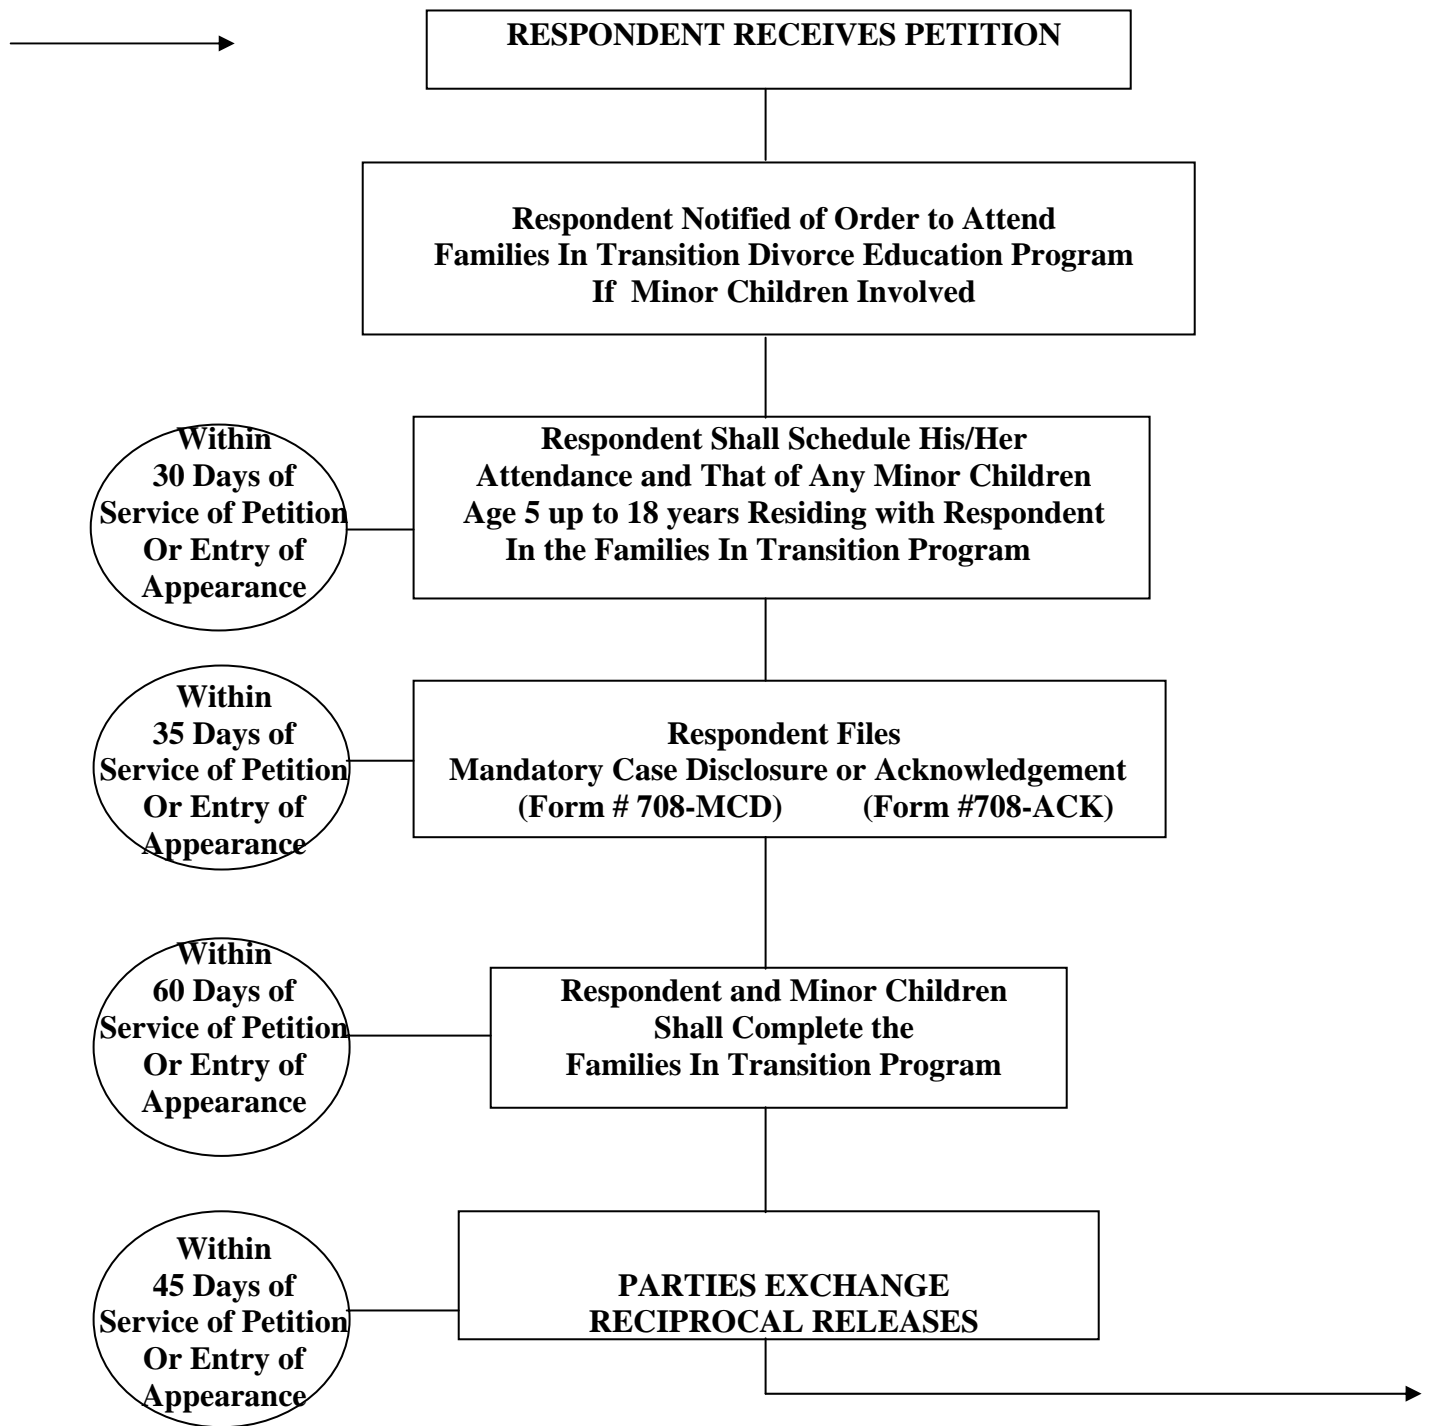 RESPONDENT RECEIVES PETITION
Respondent Notified of Order to Attend
Families In Transition Divorce Education Program
If Minor Children Involved
Within
30 Days of
Service of Petition
Or Entry of
Appearance
Respondent Shall Schedule His/Her
Attendance and That of Any Minor Children
Age 5 up to 18 years Residing with Respondent
In the Families In Transition Program
Within
35 Days of
Service of Petition
Or Entry of
Appearance
Respondent Files
Mandatory Case Disclosure or Acknowledgement
(Form # 708-MCD) (Form #708-ACK)
Within
60 Days of
Service of Petition
Or Entry of
Appearance
Respondent and Minor Children
Shall Complete the
Families In Transition Program
Within
45 Days of
Service of Petition
Or Entry of
Appearance
PARTIES EXCHANGE
RECIPROCAL RELEASES